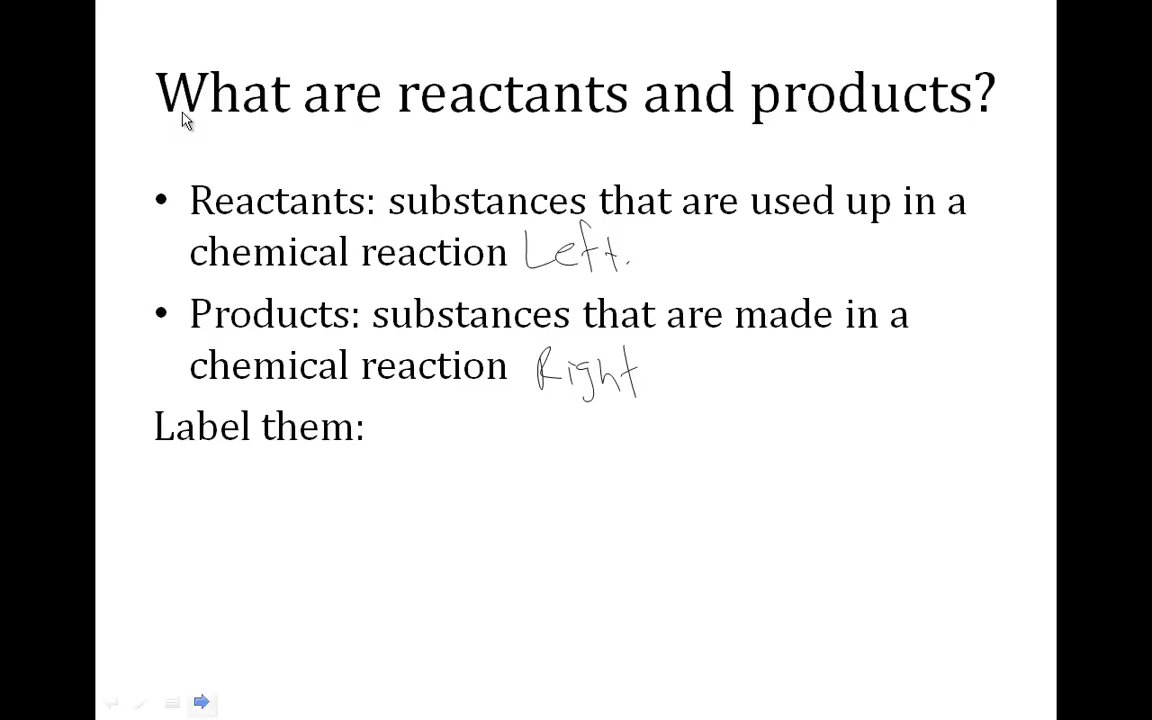 What are reactants and products?
• Reactants: substances that are used up in a
chemical reaction Left.
• Products: substances that are made in a
chemical reaction Right
Label them: